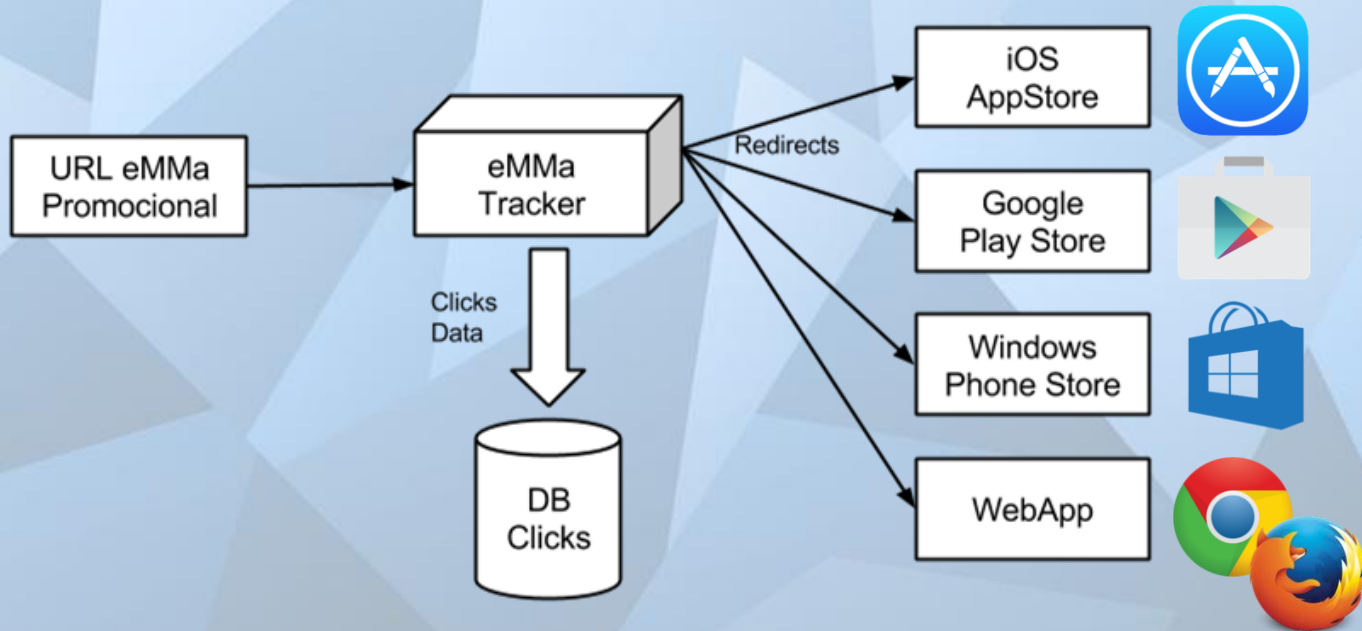 URL eMMa
Promocional
eMMa
Tracker
Clicks
Data
DB
Clicks
Redirects
iOS
AppStore
Google
Play Store
Windows
Phone Store
WebApp